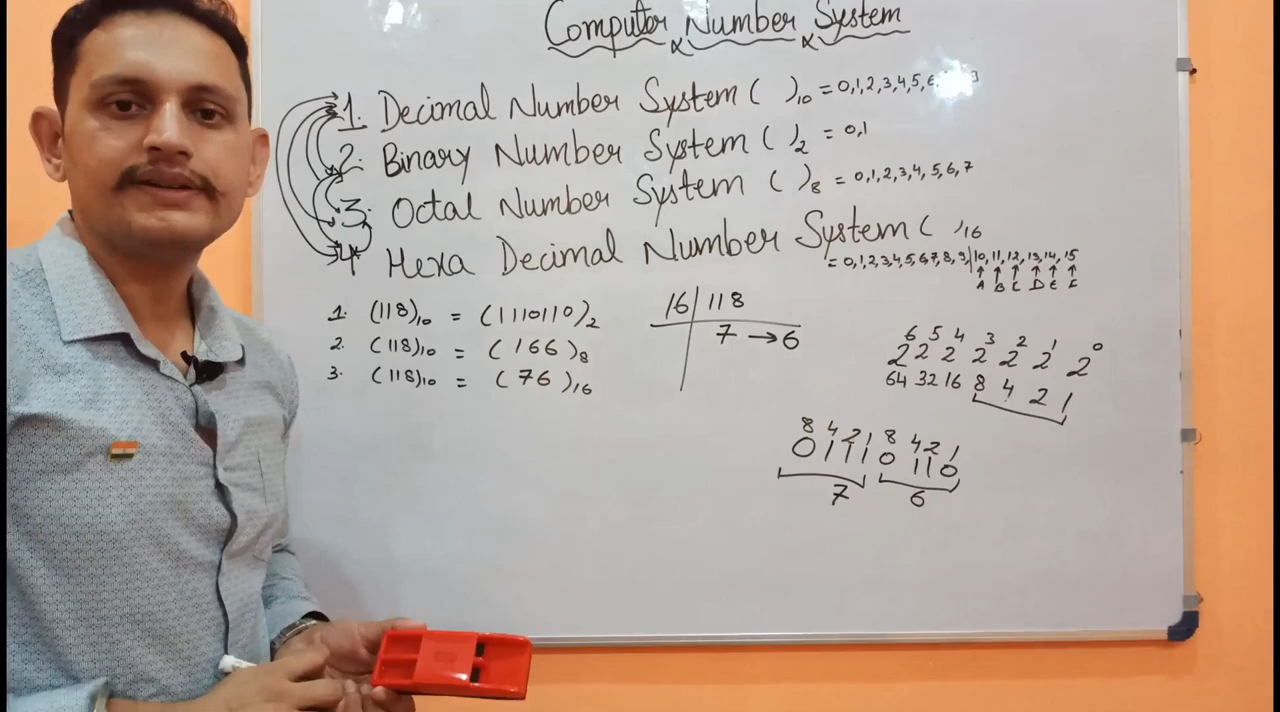 Computer Number System
1. Decimal Number System ( )10 = 0,1,2,3,4,5,6, 9
2. Binary Number System ( )2 = 0,1
3. Octal Number System ( )8 = 0,1,2,3,4, 5,6,7
4 Hexa Decimal Number System ( )16
= 0,1,2,3,4,5,6,7,8,9,|10,11,12,13,14,15
A B C D E F
1. (118)10 = (1110110)2
2. (118)10 = (166)8
3. (118)10 = (76)16
16 | 118
7 → 6
6 5 4 3 2 1 0
2 2 2 2 2 2 2
64 32 16 8 4 2 1
8 4 2 1 8 4 2 1
0 1 1 1 0 1 1 0
7 6